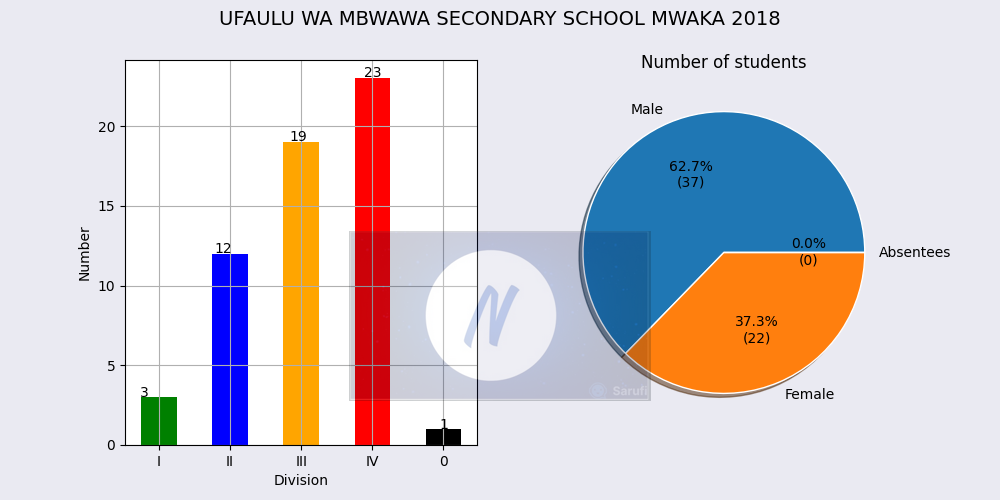 UFAULU WA MBWAWA SECONDARY SCHOOL MWAKA 2018
Number
20
15
10
5
0
3
12
19
23
1
I
II
III
IV
0
Division
Number of students
Male
62.7%
(37)
0.0%
(0)
Absentees
37.3%
(22)
Female
N
Sarufi